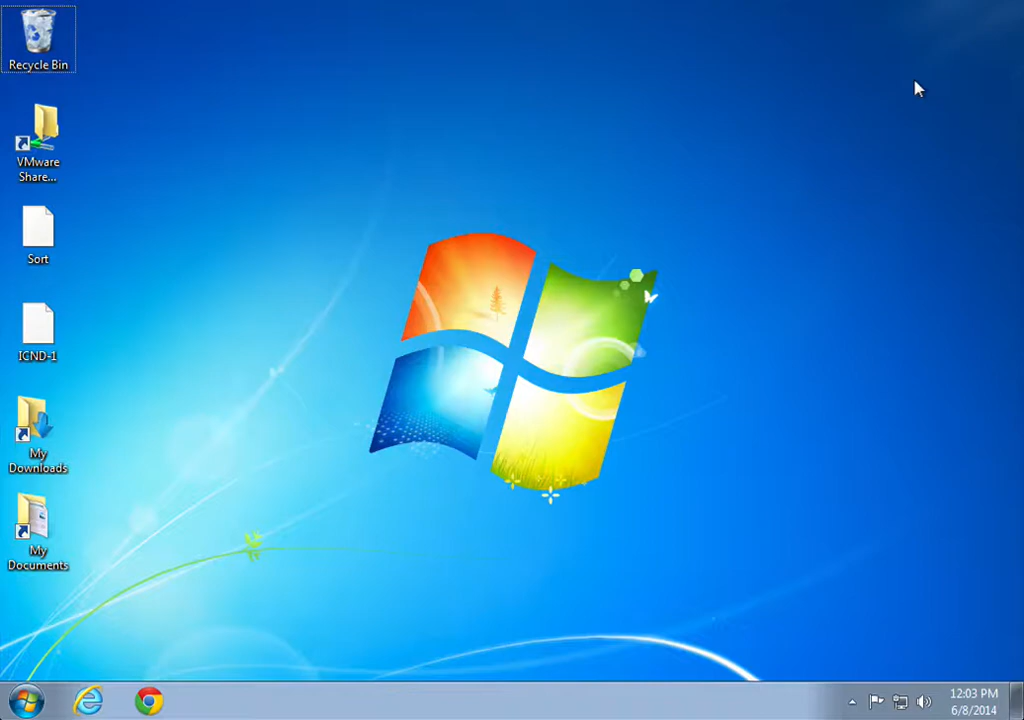 Recycle Bin
VMware
Share...
Sort
ICND-1
My
Downloads
My
Documents
12:03 PM
6/8/2014